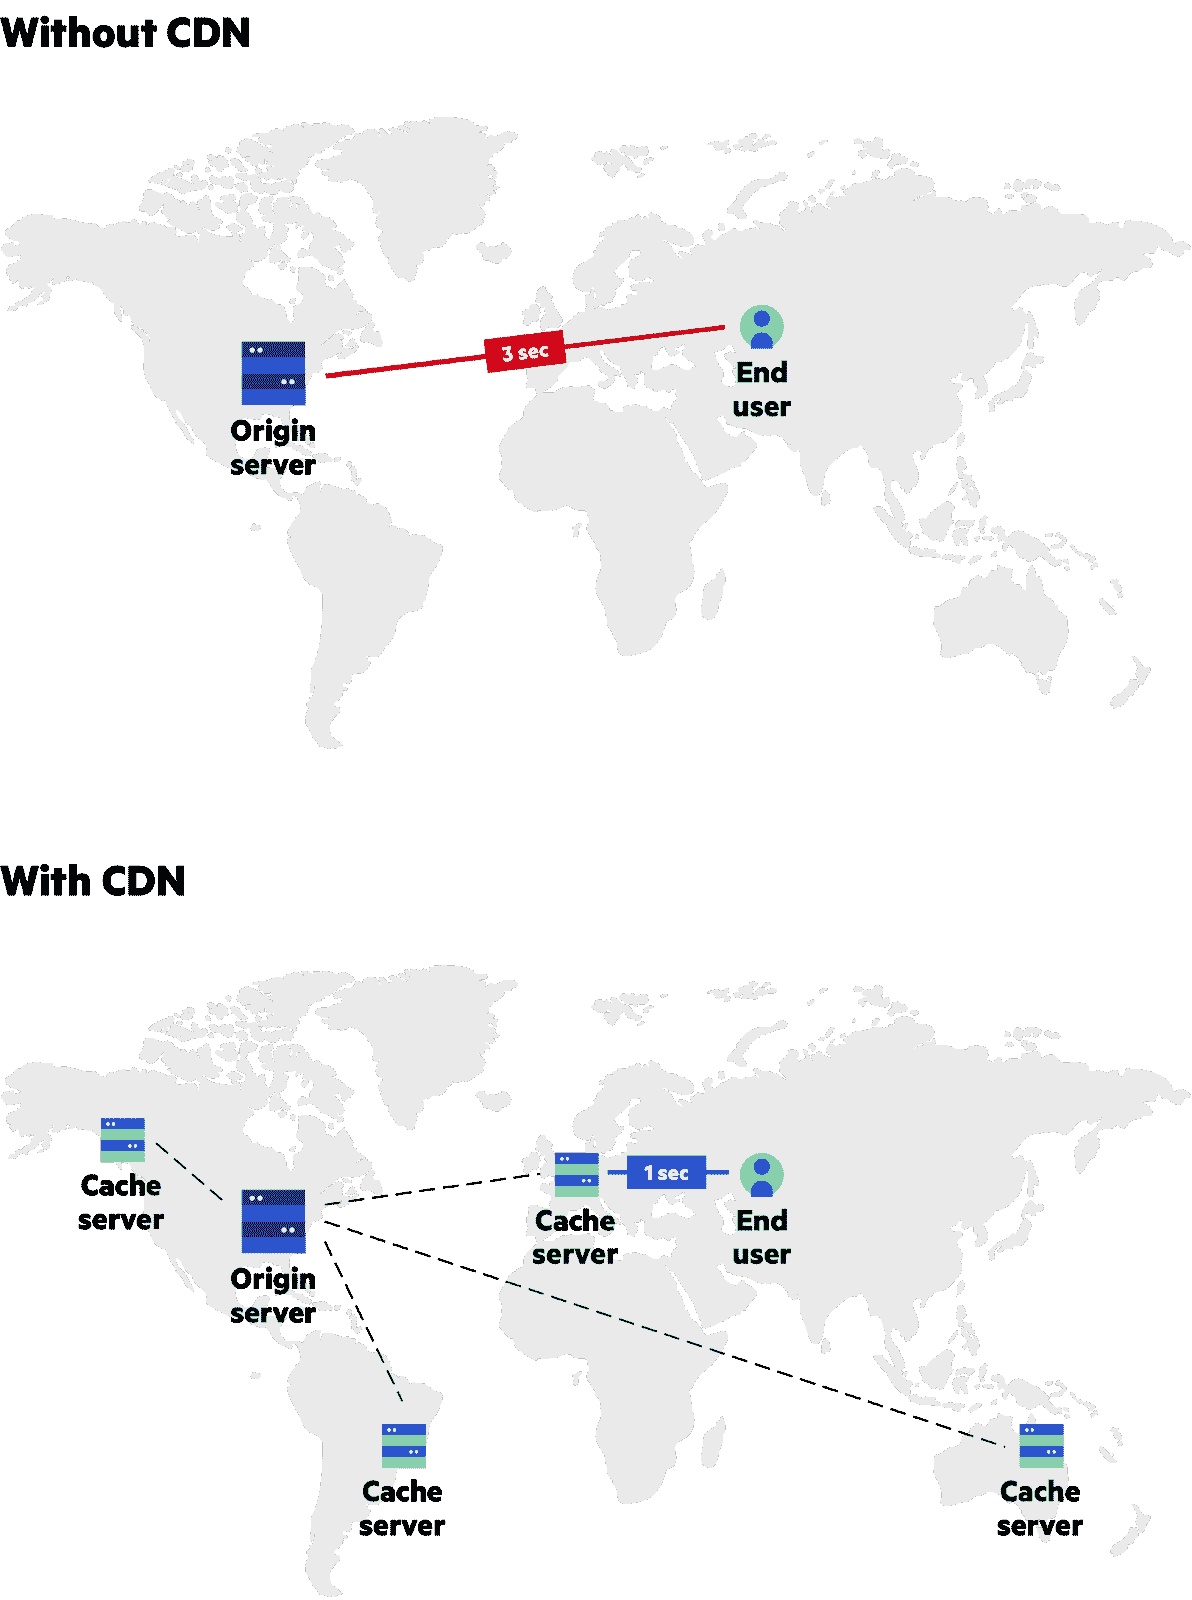 Without CDN
3 sec
End
user
Origin
server
With CDN
Cache
server
Origin
server
Cache
server
1 sec
End
user
Cache
server
Cache
server